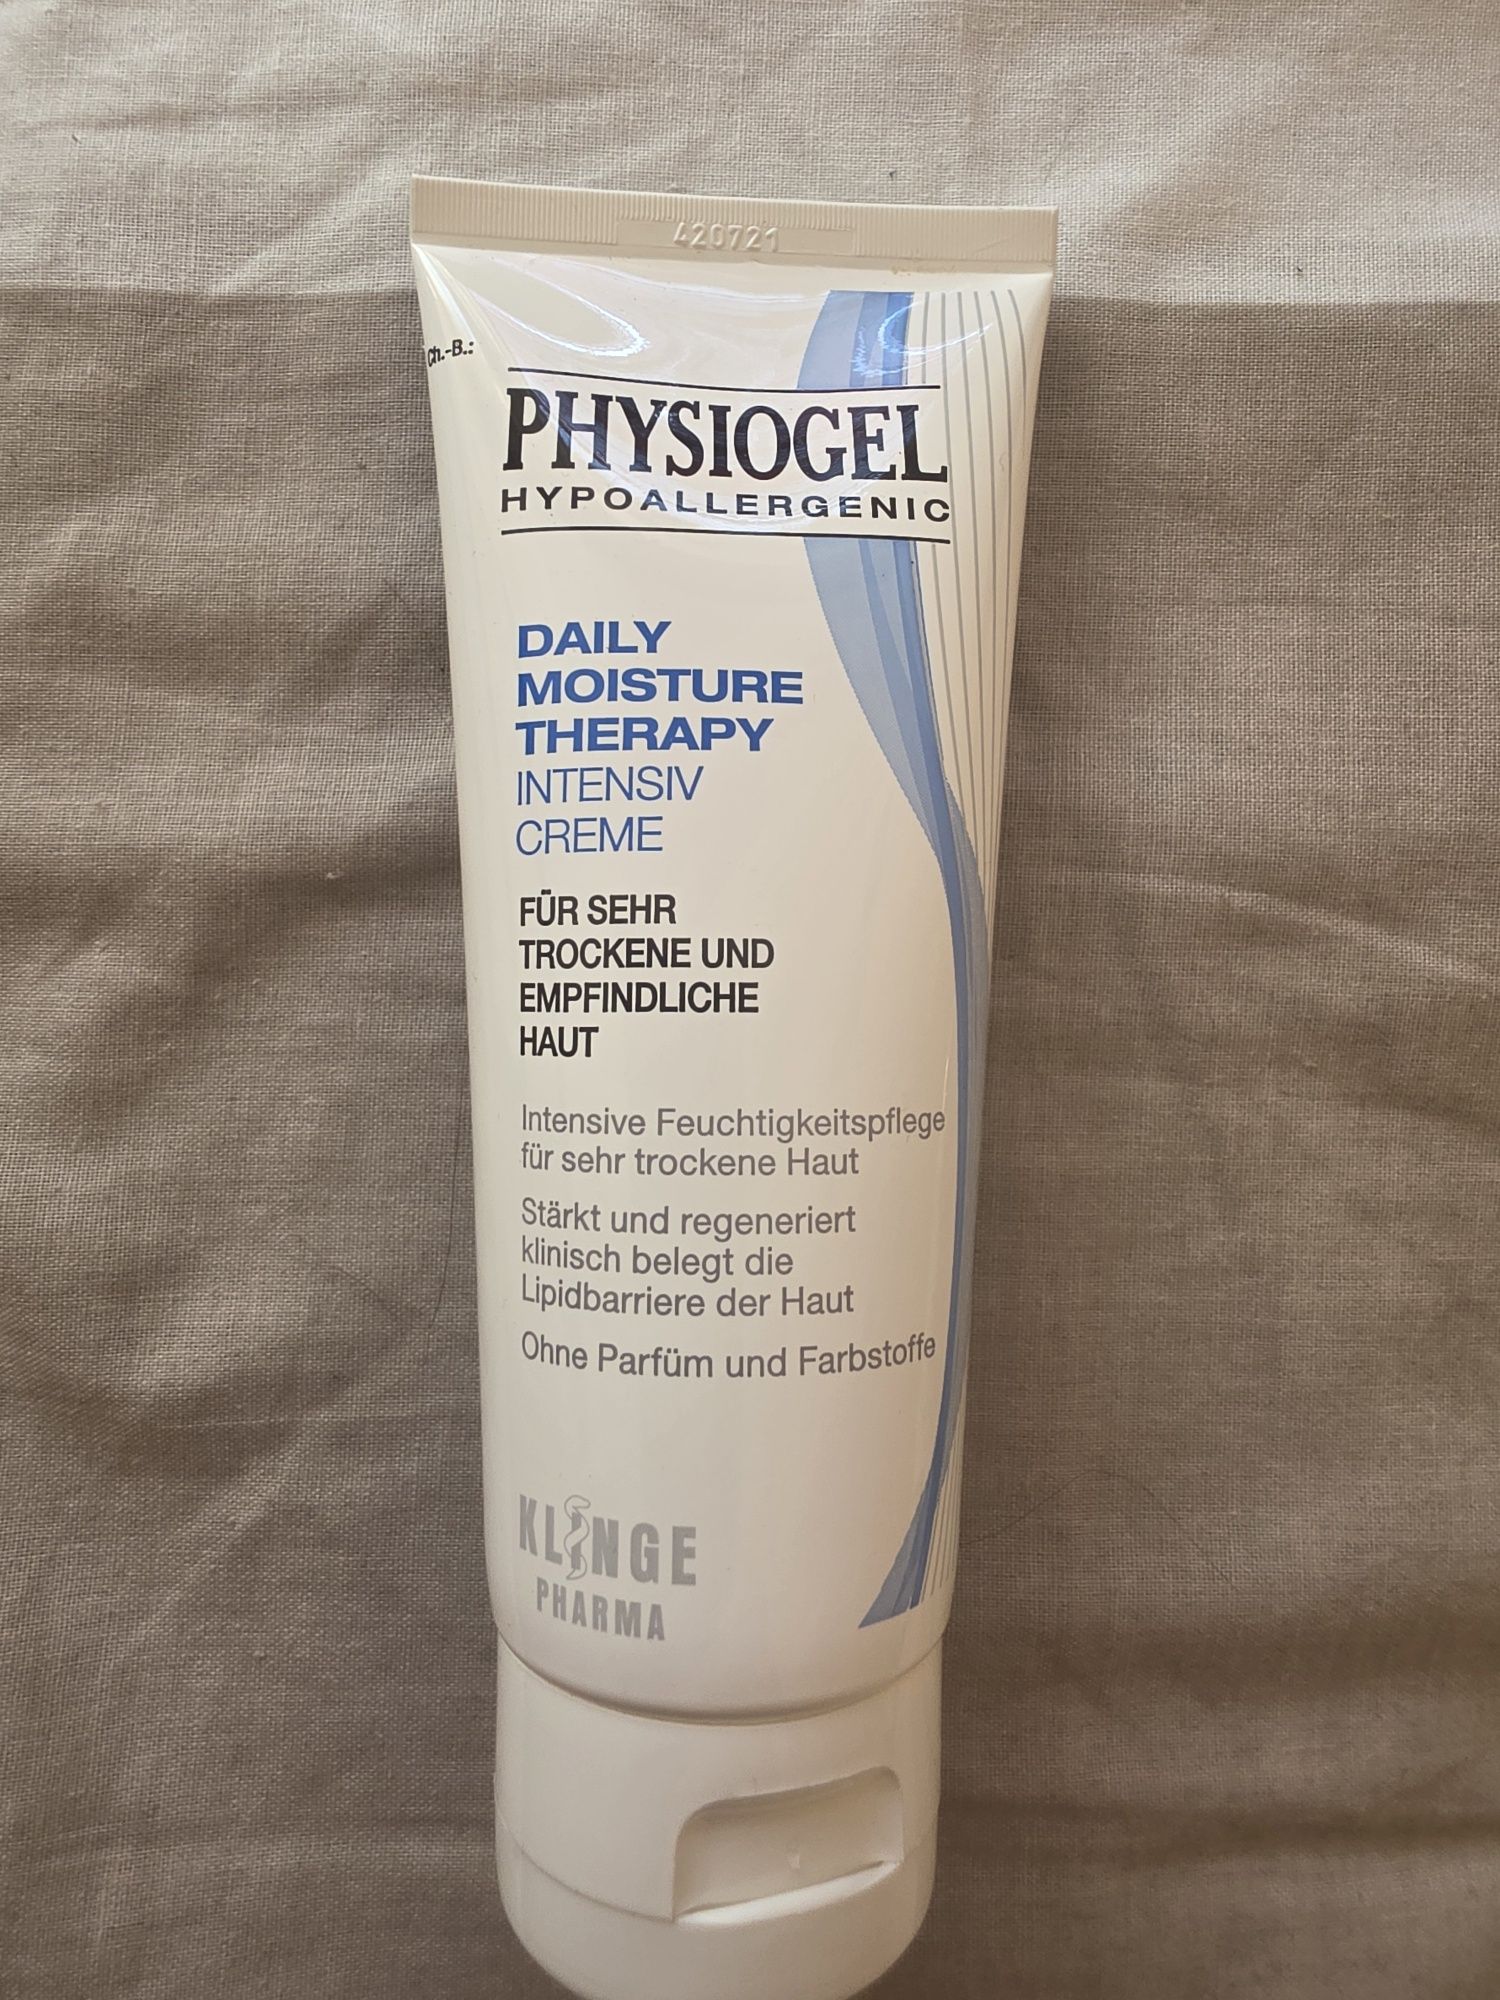 420721
Ch.-B.:
PHYSIOGEL
HYPOALLERGENIC
DAILY
MOISTURE
THERAPY
INTENSIV
CREME
FÜR SEHR
TROCKENE UND
EMPFINDLICHE
HAUT
Intensive Feuchtigkeitspflege
für sehr trockene Haut
Stärkt und regeneriert
klinisch belegt die
Lipidbarriere der Haut
Ohne Parfüm und Farbstoffe
KLINGE
PHARMA